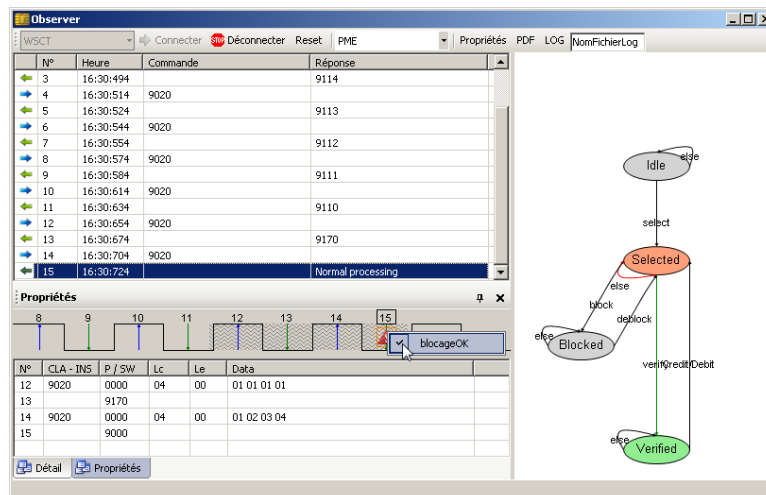 Observer
WSCT Connecter STOP Déconnecter Reset PME Propriétés PDF LOG NomFichierLog
N° Heure Commande Réponse
3 16:30:494 9114
4 16:30:514 9020
5 16:30:524 9113
6 16:30:544 9020
7 16:30:554 9112
8 16:30:574 9020
9 16:30:584 9111
10 16:30:614 9020
11 16:30:634 9110
12 16:30:654 9020
13 16:30:674 9170
14 16:30:704 9020
15 16:30:724 Normal processing
Propriétés
8 9 10 11 12 13 14 15
blocageOK
N° CLA - INS P / SW Lc Le Data
12 9020 0000 04 00 01 01 01 01
13 9170
14 9020 0000 04 00 01 02 03 04
15 9000
Détail Propriétés
else
Idle
select
Selected
else
block
deblock
else
Blocked
verify Credit/Debit
else
Verified